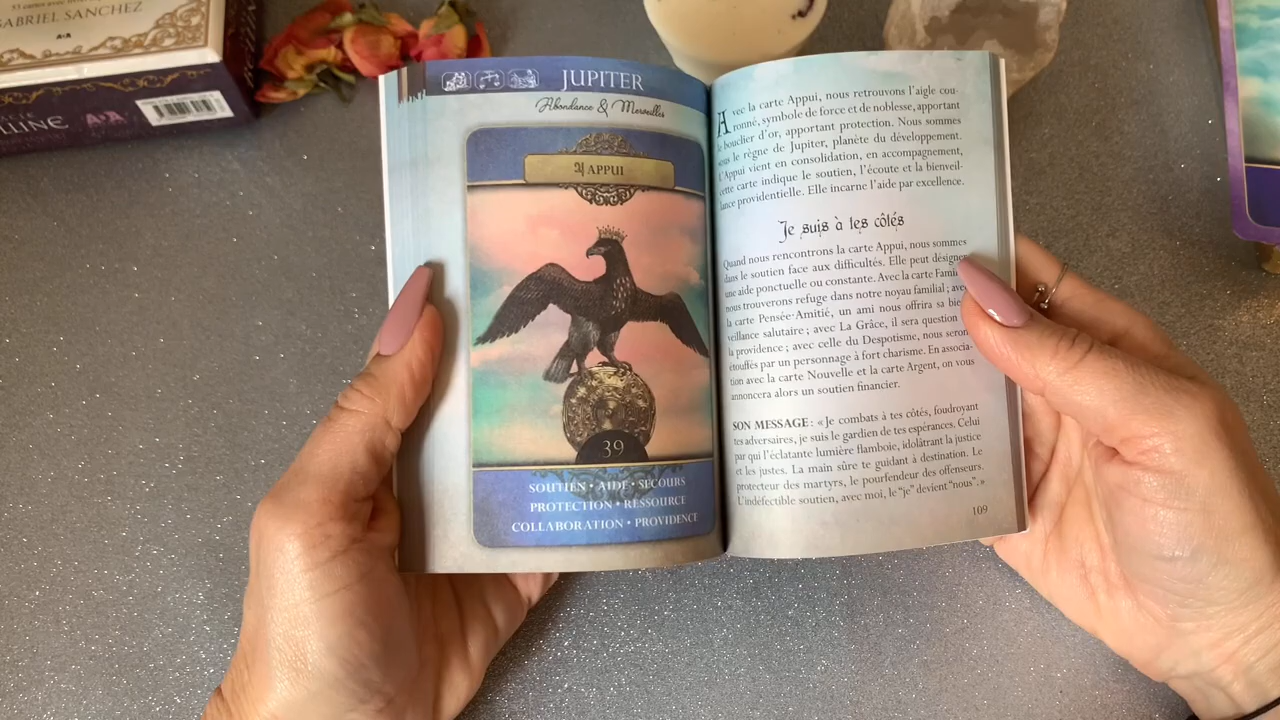 53 cartes avec
GABRIEL SANCHEZ
LINE
JUPITER
Abondance & Merveilles
APPUI
39
SOUTIEN • AIDE • SECOURS
PROTECTION • RESSOURCE
COLLABORATION • PROVIDENCE
Avec la carte Appui, nous retrouvons l'aigle cou-
ronné, symbole de force et de noblesse, apportant
le bouclier d'or, apportant protection. Nous sommes
sous le règne de Jupiter, planète du développement.
L'Appui vient en consolidation, en accompagnement,
cette carte indique le soutien, l'écoute et la bienveil-
lance providentielle. Elle incarne l'aide par excellence.
Je suis à tes côtés
Quand nous rencontrons la carte Appui, nous sommes
dans le soutien face aux difficultés. Elle peut désigner
une aide ponctuelle ou constante. Avec la carte Fami
nous trouverons refuge dans notre noyau familial ; avec
la carte Pensée-Amitié, un ami nous offrira sa bie
veillance salutaire ; avec La Grâce, il sera question
la providence ; avec celle du Despotisme, nous seron
étouffés par un personnage à fort charisme. En associa-
tion avec la carte Nouvelle et la carte Argent, on vous
annoncera alors un soutien financier.
SON MESSAGE : « Je combats à tes côtés, foudroyant
tes adversaires, je suis le gardien de tes espérances. Celui
par qui l'éclatante lumière flamboie, idolâtrant la justice
et les justes. La main sûre te guidant à destination. Le
protecteur des martyrs, le pourfendeur des offenseurs.
L'indéfectible soutien, avec moi, le "je" devient "nous". »
109